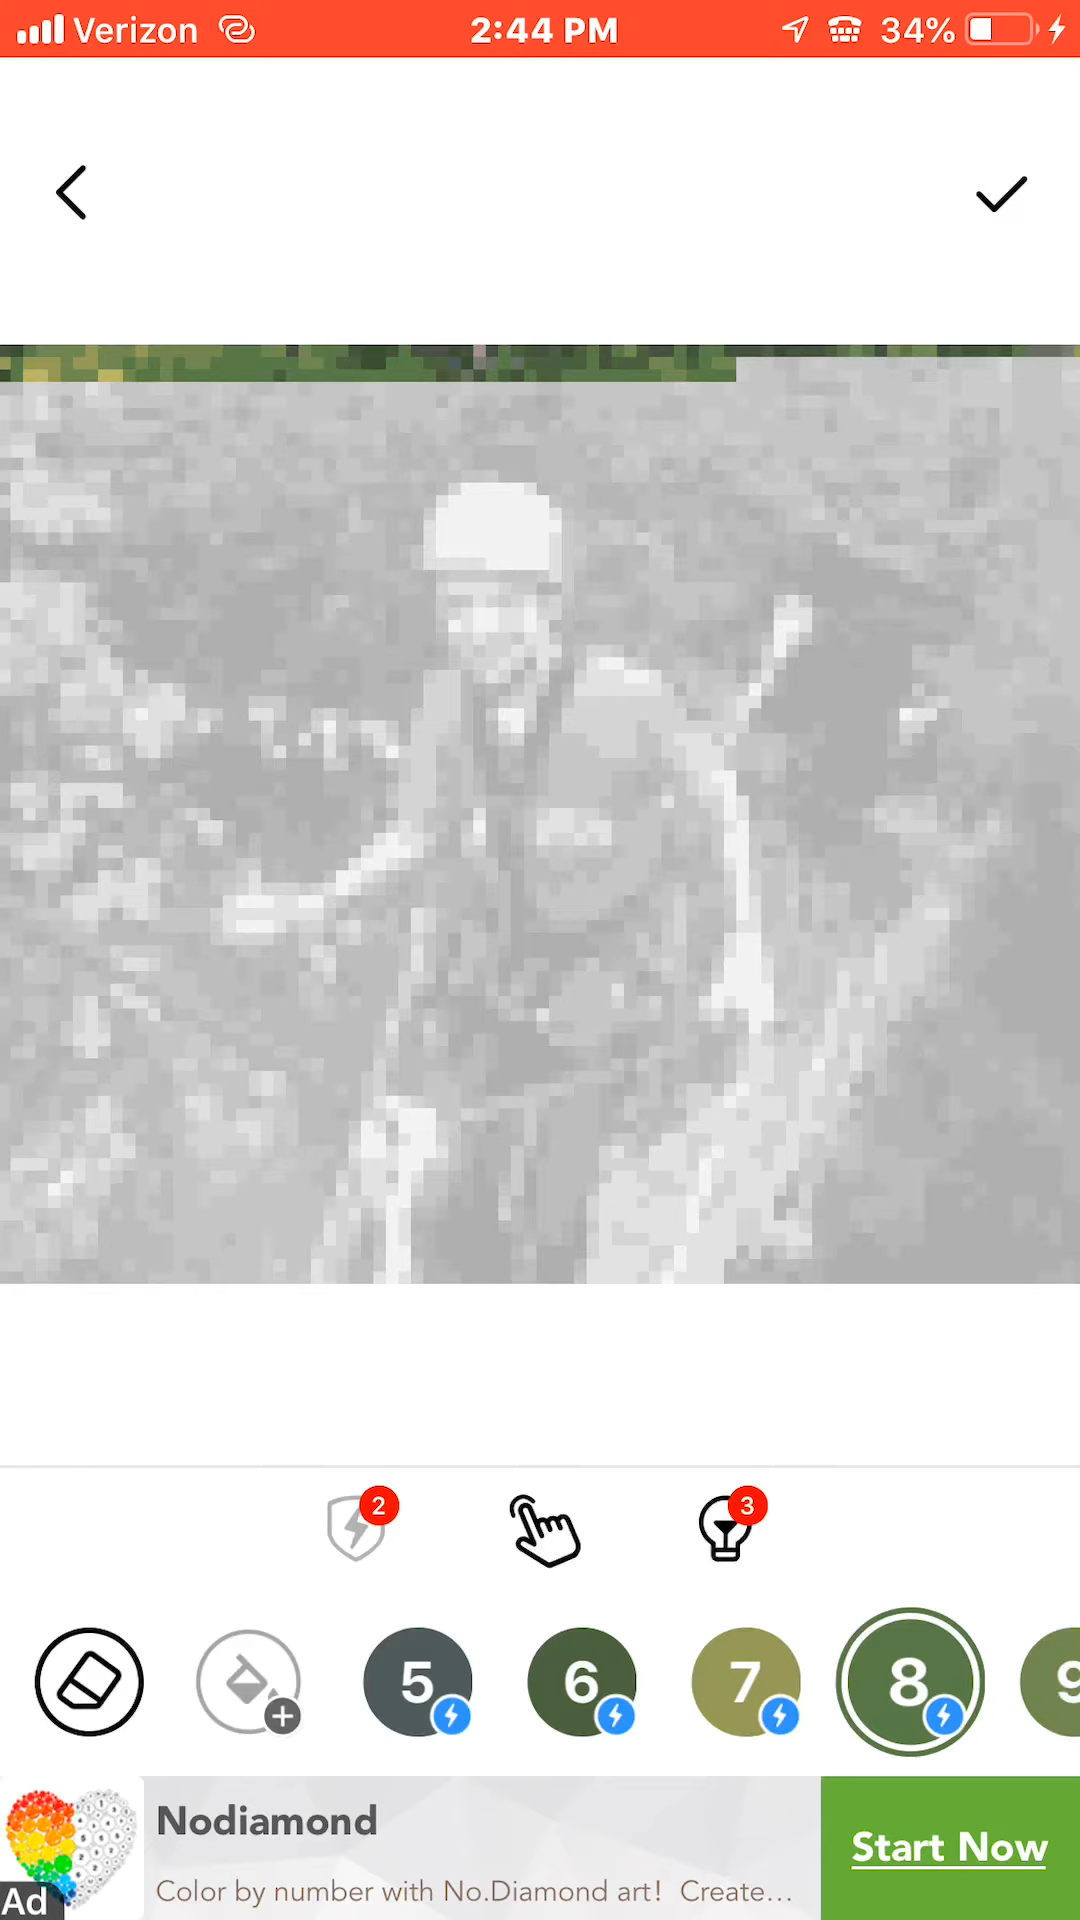 Verizon 2:44 PM 34%
2 3
5 6 7 8 9
Nodiamond
Start Now
Color by number with No.Diamond art! Create...
Ad